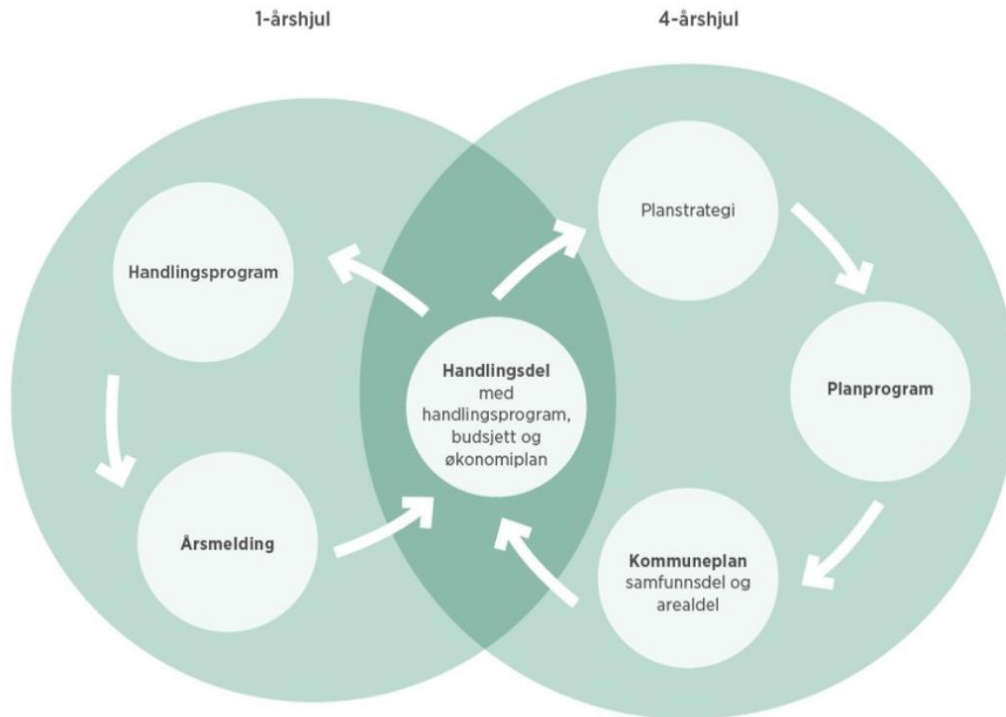 1-årshjul
4-årshjul
Handlingsprogram
Årsmelding
Handlingsdel
med
handlingsprogram,
budsjett og
økonomiplan
Planstrategi
Planprogram
Kommuneplan
samfunnsdel og
arealdel